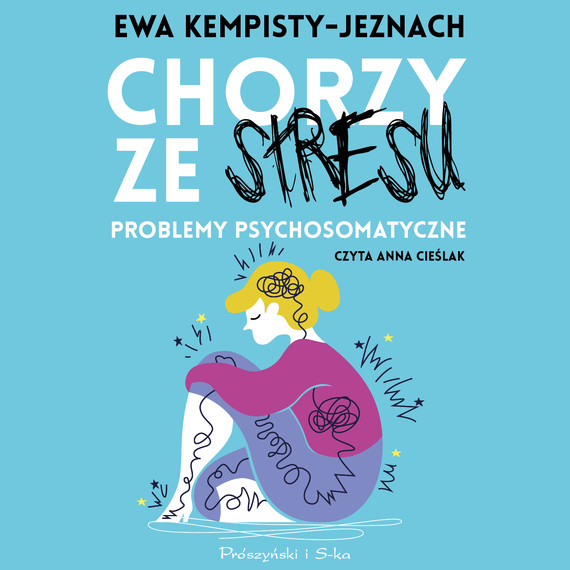 EWA KEMPISTY-JEZNACH
CHORZY
ZE STRESU
PROBLEMY PSYCHOSOMATYCZNE
CZYTA ANNA CIEŚLAK
Prószyński i S-ka